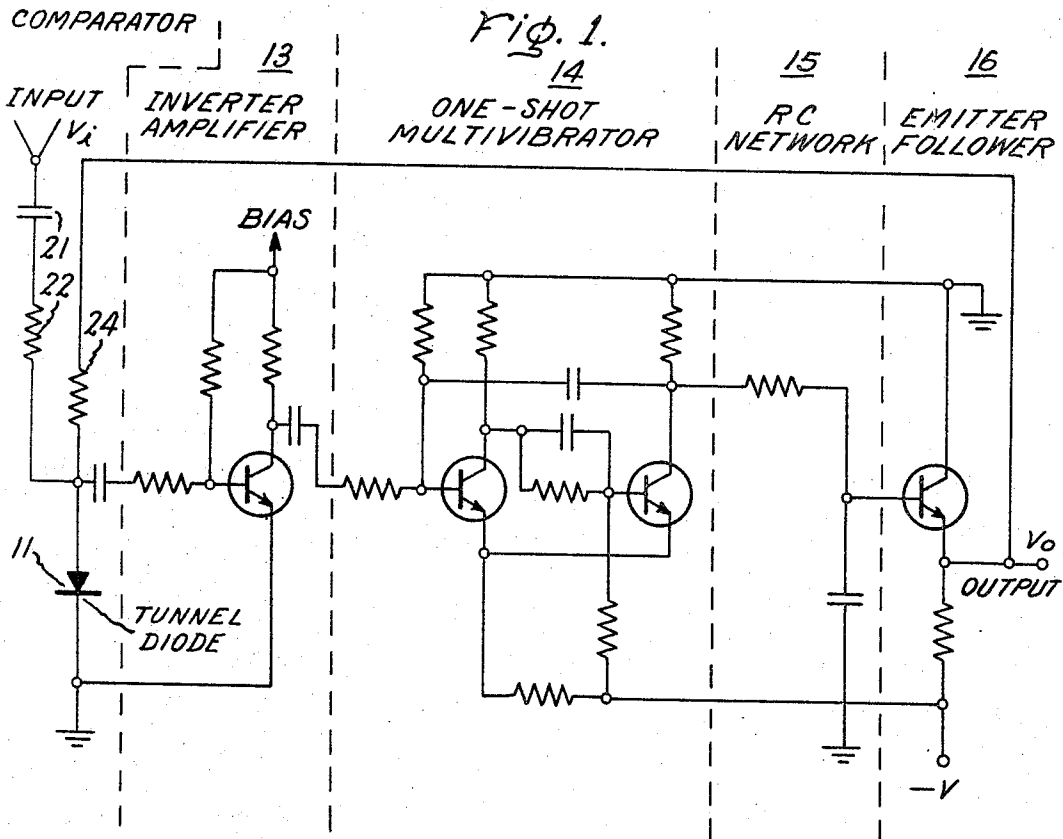 COMPARATOR
Fig. 1.
13
14
15
16
INPUT
Vi
INVERTER
AMPLIFIER
ONE-SHOT
MULTIVIBRATOR
RC
NETWORK
EMITTER
FOLLOWER
BIAS
21
22
24
11
TUNNEL
DIODE
Vo
OUTPUT
-V